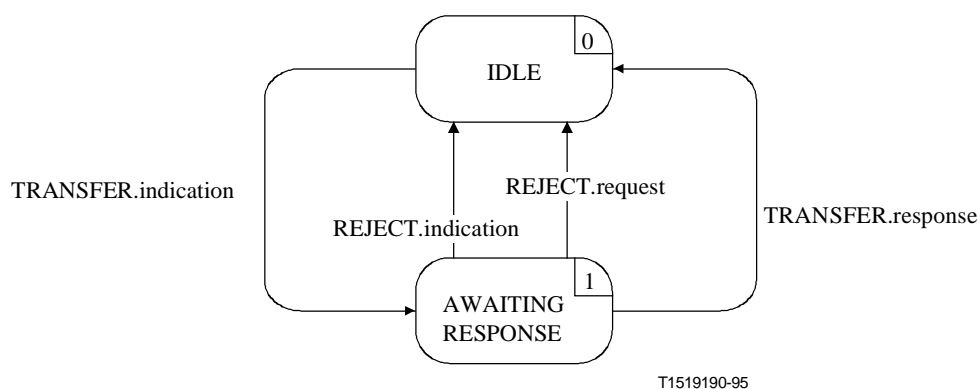 0
IDLE
TRANSFER.indication
REJECT.request
TRANSFER.response
REJECT.indication
1
AWAITING
RESPONSE
T1519190-95